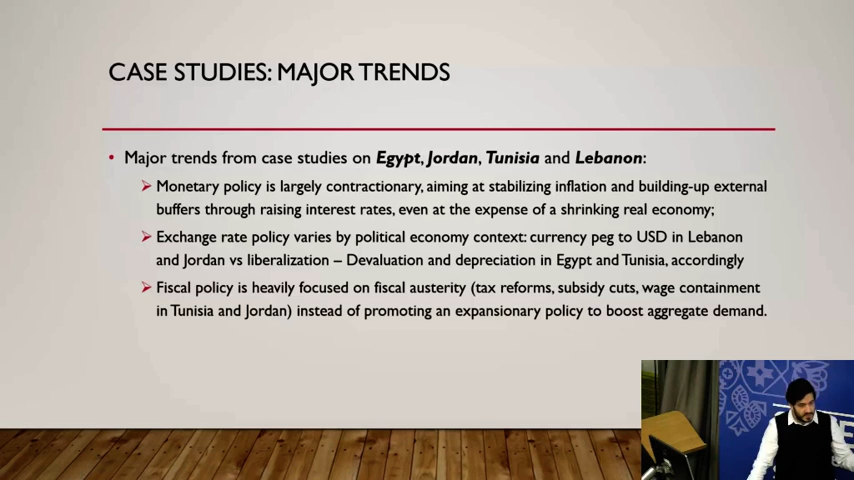 CASE STUDIES: MAJOR TRENDS
• Major trends from case studies on Egypt, Jordan, Tunisia and Lebanon:
➢ Monetary policy is largely contractionary, aiming at stabilizing inflation and building-up external
buffers through raising interest rates, even at the expense of a shrinking real economy;
➢ Exchange rate policy varies by political economy context: currency peg to USD in Lebanon
and Jordan vs liberalization – Devaluation and depreciation in Egypt and Tunisia, accordingly
➢ Fiscal policy is heavily focused on fiscal austerity (tax reforms, subsidy cuts, wage containment
in Tunisia and Jordan) instead of promoting an expansionary policy to boost aggregate demand.